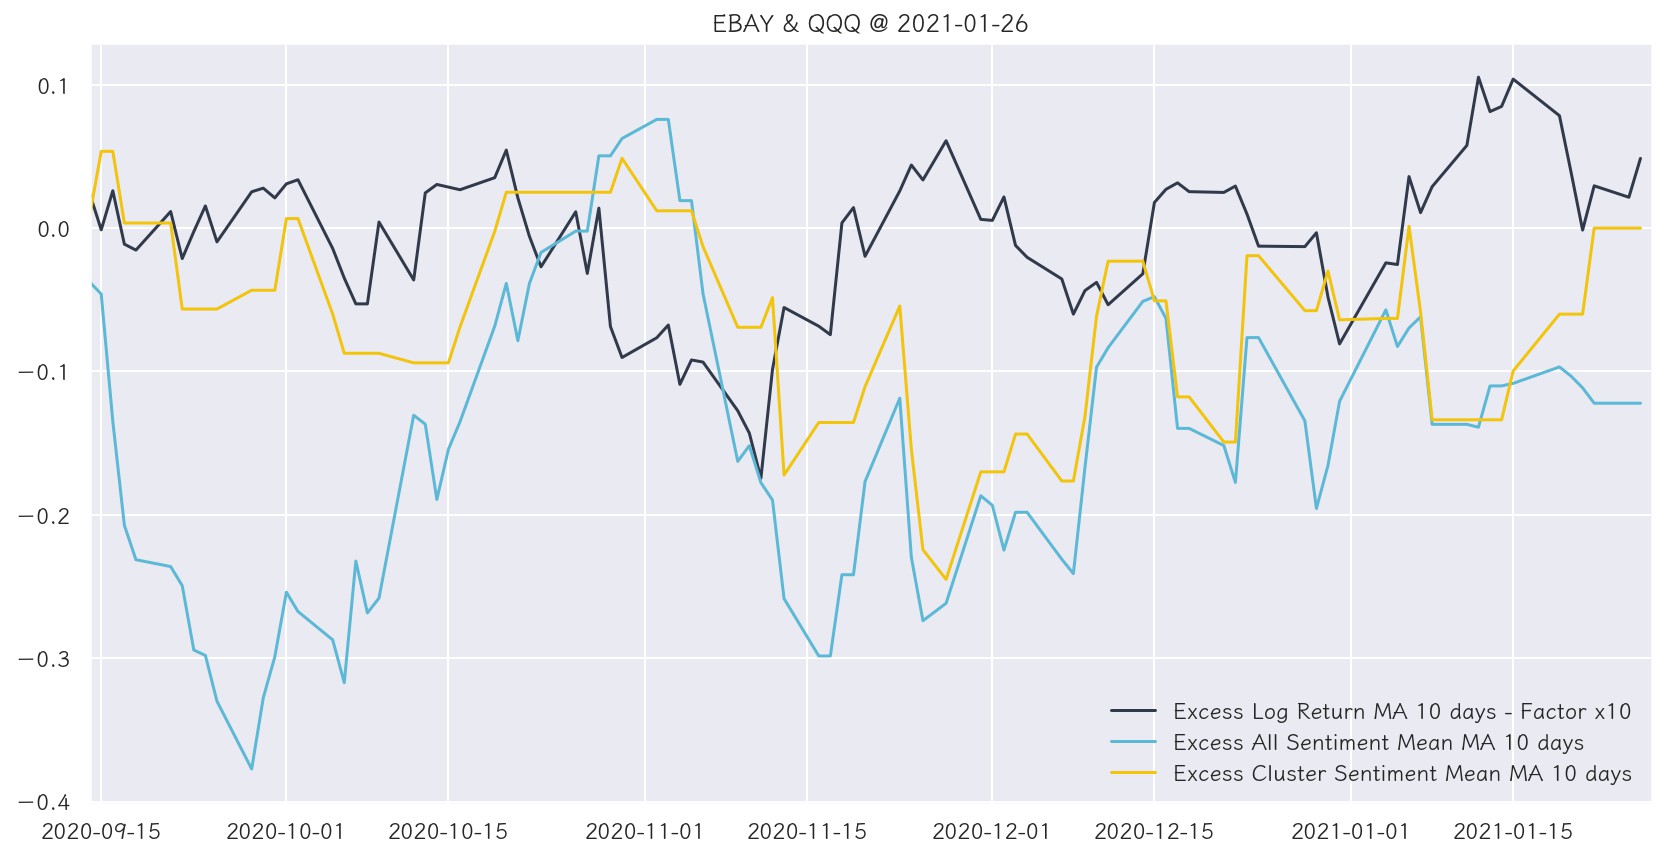 EBAY & QQQ @ 2021-01-26
0.1
0.0
−0.1
−0.2
−0.3
−0.4
Excess Log Return MA 10 days - Factor x10
Excess All Sentiment Mean MA 10 days
Excess Cluster Sentiment Mean MA 10 days
2020-09-15 2020-10-01 2020-10-15 2020-11-01 2020-11-15 2020-12-01 2020-12-15 2021-01-01 2021-01-15